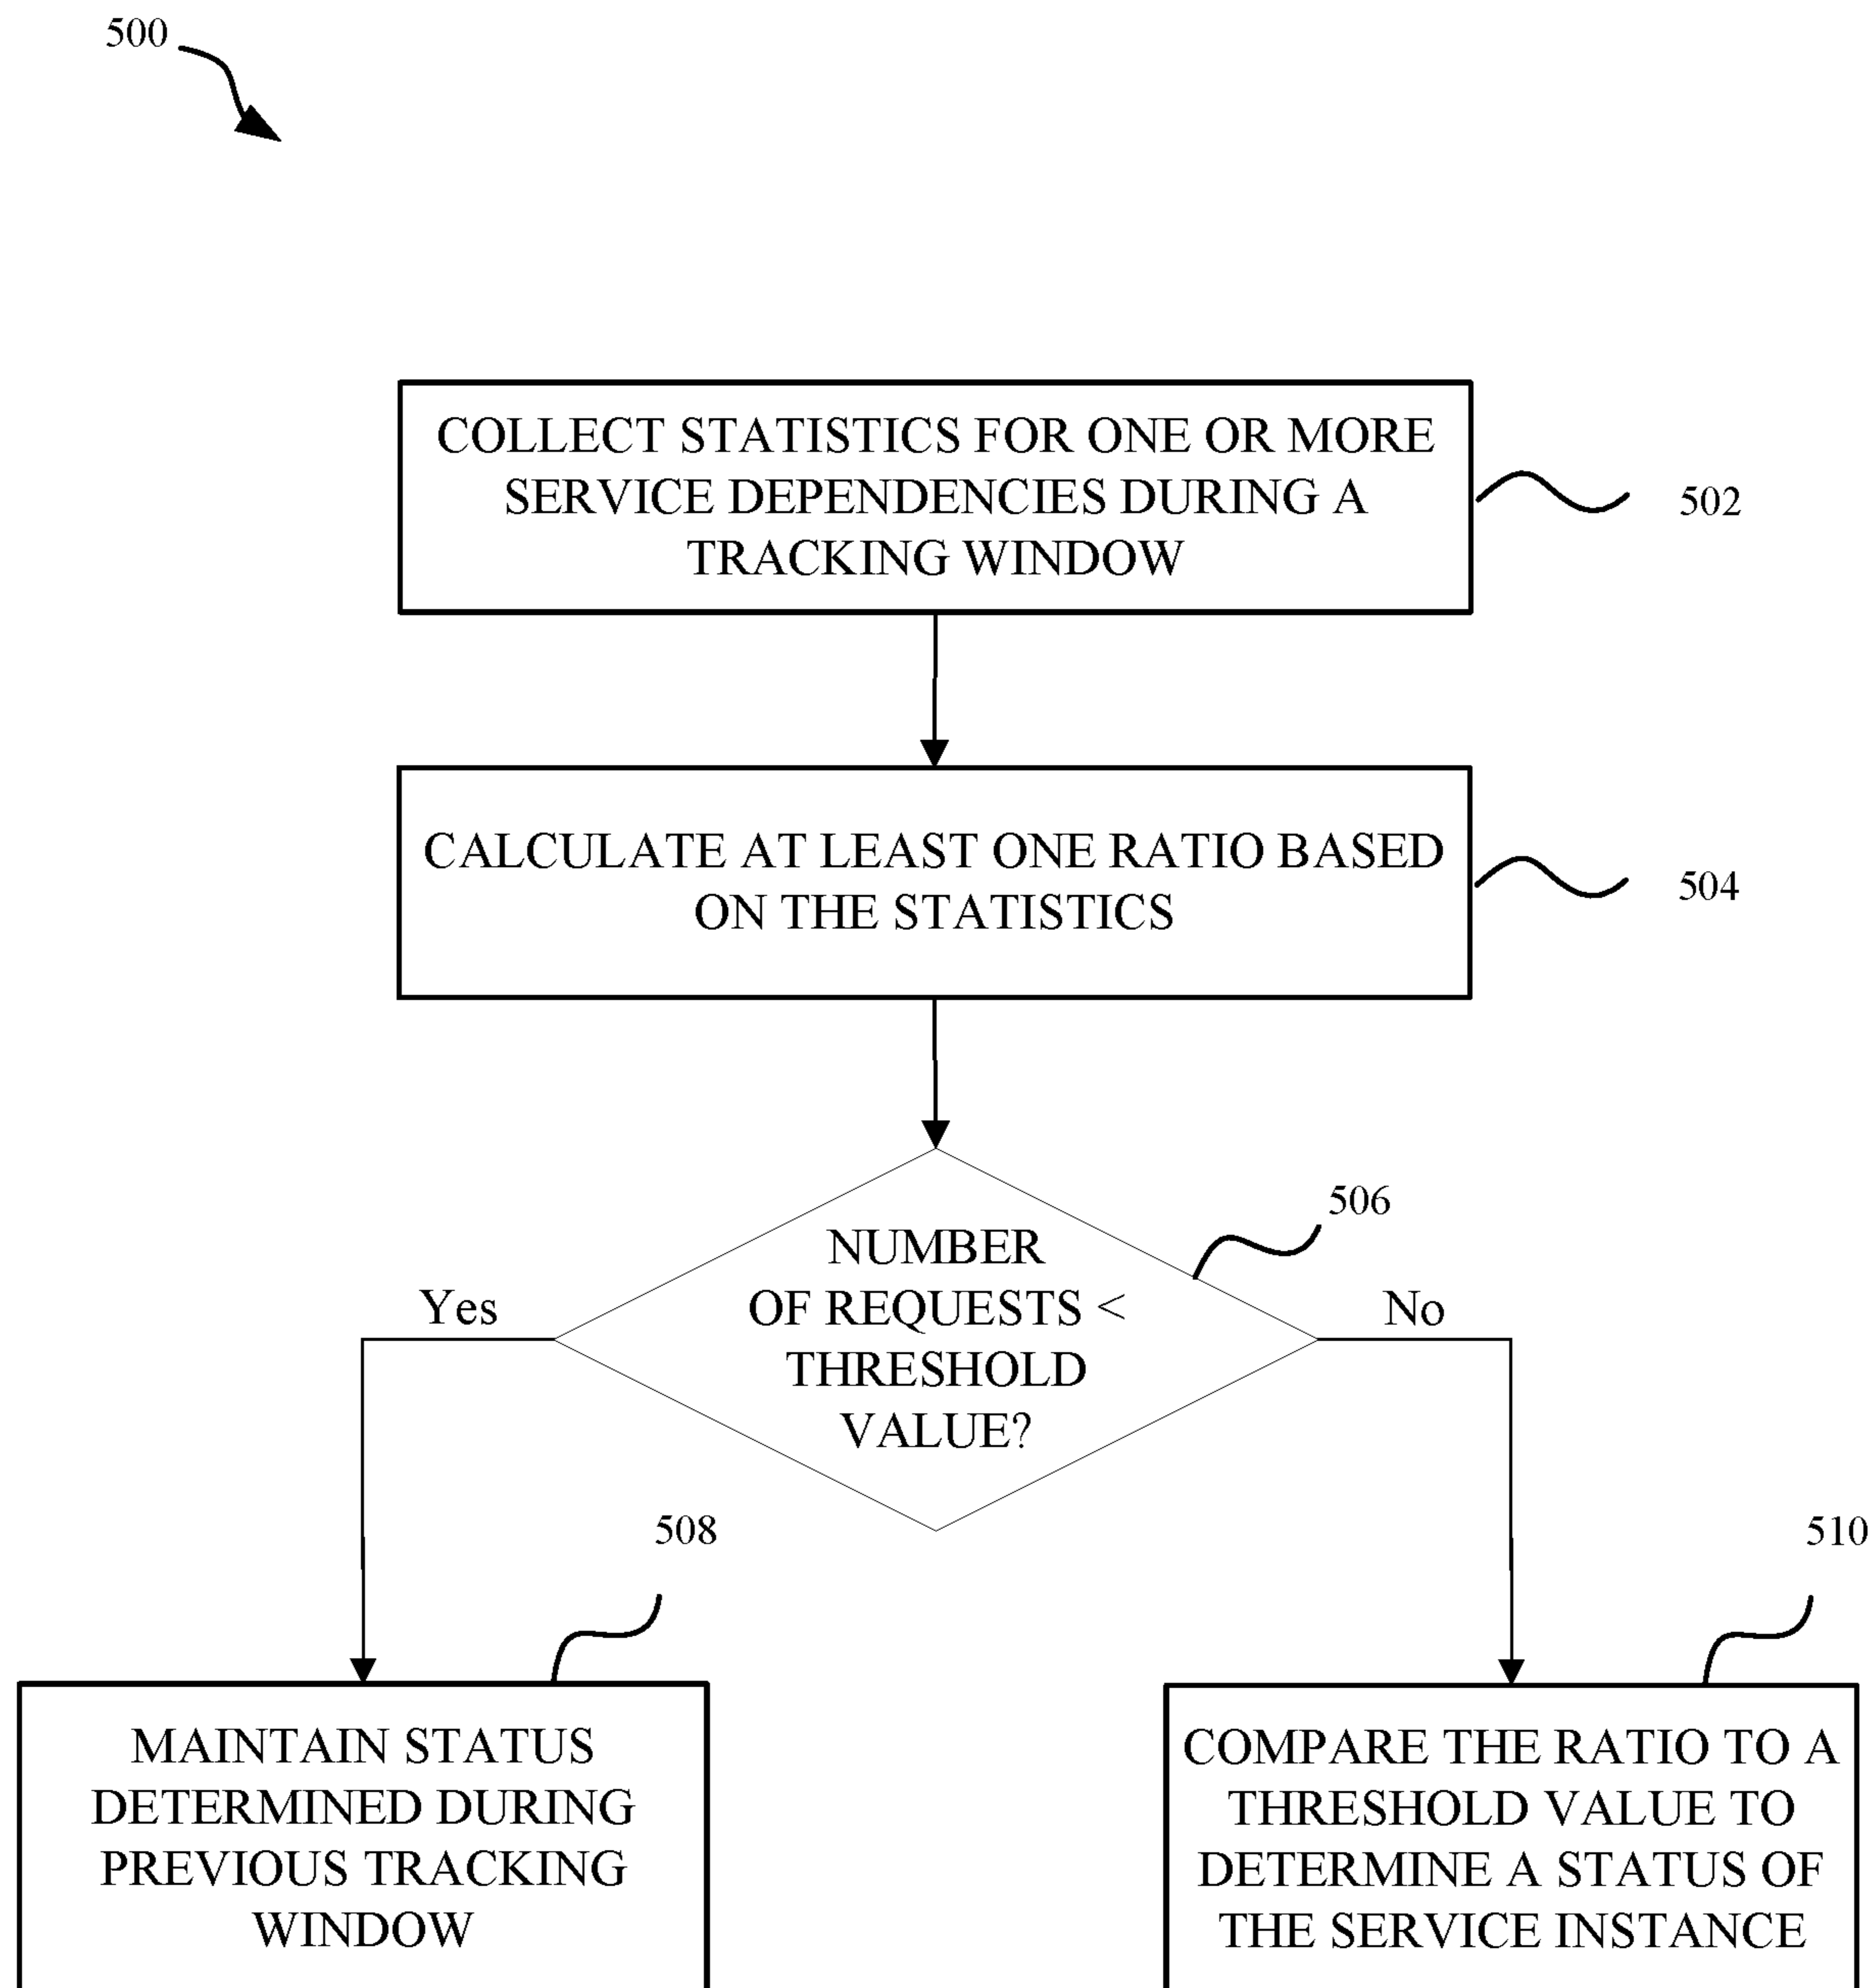 500
COLLECT STATISTICS FOR ONE OR MORE
SERVICE DEPENDENCIES DURING A
TRACKING WINDOW
502
CALCULATE AT LEAST ONE RATIO BASED
ON THE STATISTICS
504
506
NUMBER
OF REQUESTS <
THRESHOLD
VALUE?
Yes
No
508
MAINTAIN STATUS
DETERMINED DURING
PREVIOUS TRACKING
WINDOW
510
COMPARE THE RATIO TO A
THRESHOLD VALUE TO
DETERMINE A STATUS OF
THE SERVICE INSTANCE